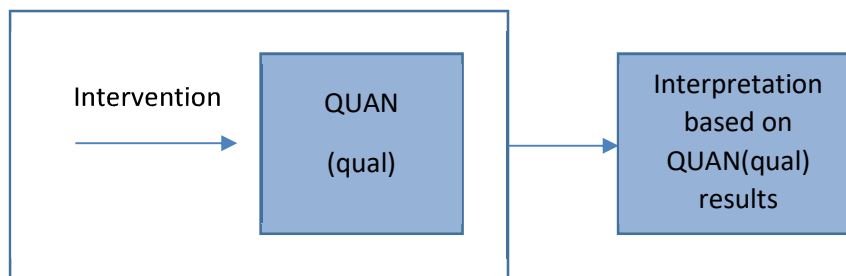 Intervention
QUAN
(qual)
Interpretation
based on
QUAN(qual)
results